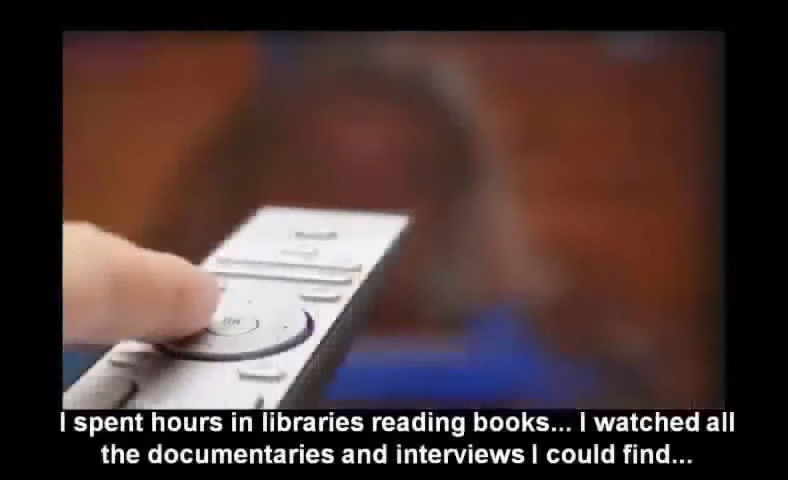 I spent hours in libraries reading books... I watched all
the documentaries and interviews I could find...